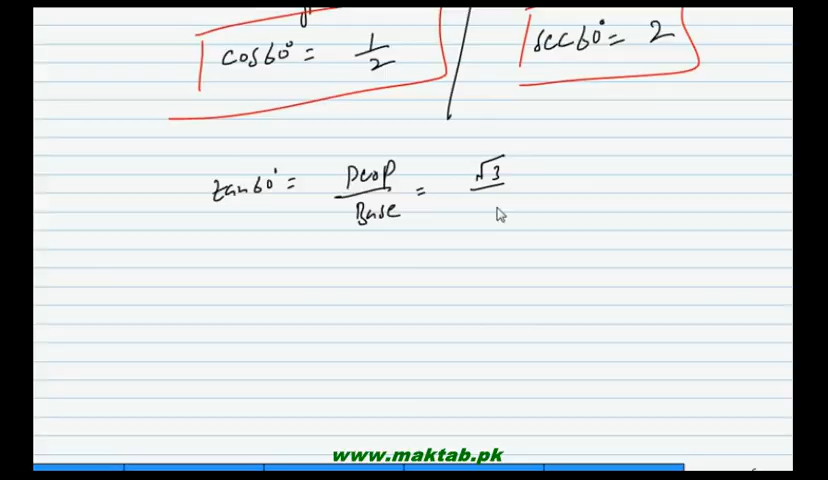 cos60° = 1/2
sec60° = 2
tan60° = Perp/Base = √3
www.maktab.pk